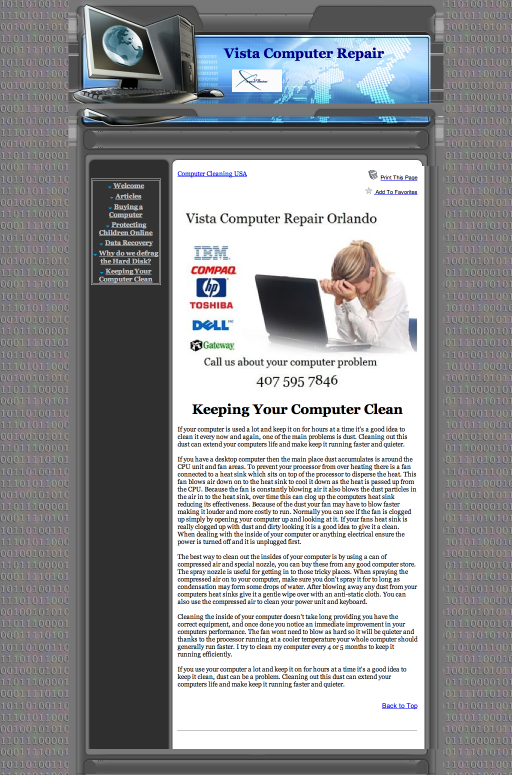 Vista Computer Repair
Computer Cleaning USA
Print This Page
Add To Favorites
Welcome
Articles
Buying a
Computer
Protecting
Children Online
Data Recovery
Why do we defrag
the Hard Disk?
Keeping Your
Computer Clean
Vista Computer Repair Orlando
IBM
COMPAQ
hp
TOSHIBA
DELL
Gateway
Call us about your computer problem
407 595 7846
Keeping Your Computer Clean
If your computer is used a lot and keep it on for hours at a time it's a good idea to
clean it every now and again, one of the main problems is dust. Cleaning out this
dust can extend your computers life and make it running faster and quieter.
If you have a desktop computer then the main place dust accumulates is around the
CPU unit and fan areas. To prevent your processor from over heating there is a fan
connected to a heat sink which sits on top of the processor to disperse the heat. This
fan blows air down on to the heat sink to cool it down as the heat is passed up from
the CPU. Because the fan is constantly blowing air it also blows the dust particles in
the air in to the heat sink, over time this can clog up the computers heat sink
reducing its effectiveness. Because of the dust your fan may have to blow faster
making it louder and more costly to run. Normally you can see if the fan is clogged
up simply by opening your computer up and looking at it. If your fans heat sink is
really clogged up with dust and dirty looking it is a good idea to give it a clean.
When dealing with the inside of your computer or anything electrical ensure the
power is turned off and it is unplugged first.
The best way to clean out the insides of your computer is by using a can of
compressed air and special nozzle, you can buy these from any good computer store.
The spray nozzle is useful for getting in to those tricky places. When spraying the
compressed air on to your computer, make sure you don't spray it for to long as
condensation may form some drops of water. After blowing away any dust from your
computers heat sinks give it a gentle wipe over with an anti-static cloth. You can
also use the compressed air to clean your power unit and keyboard.
Cleaning the inside of your computer doesn't take long providing you have the
correct equipment, and once done you notice an immediate improvement in your
computers performance. The fan wont need to blow as hard so it will be quieter and
thanks to the processor running at a cooler temperature your whole computer should
generally run faster. I try to clean my computer every 4 or 5 months to keep it
running efficiently.
If you use your computer a lot and keep it on for hours at a time it's a good idea to
keep it clean, dust can be a problem. Cleaning out this dust can extend your
computers life and make it running faster and quieter.
Back to Top